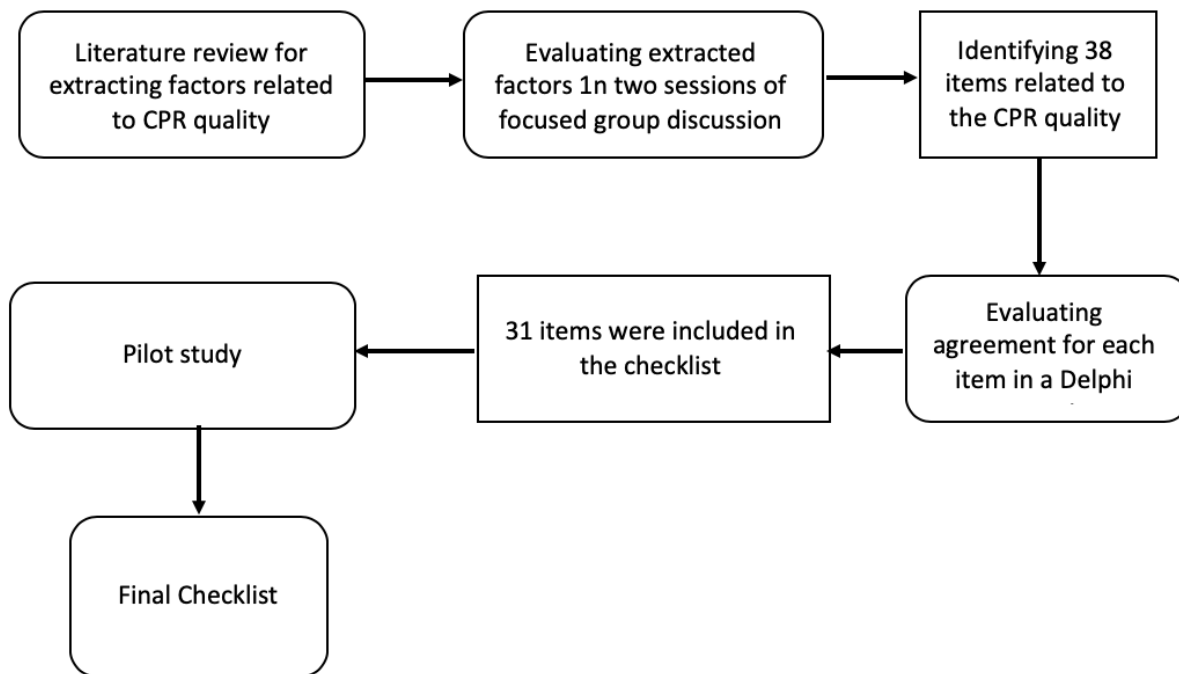 Literature review for
extracting factors related
to CPR quality
Evaluating extracted
factors 1n two sessions of
focused group discussion
Identifying 38
items related to
the CPR quality
Evaluating
agreement for each
item in a Delphi
31 items were included in
the checklist
Pilot study
Final Checklist